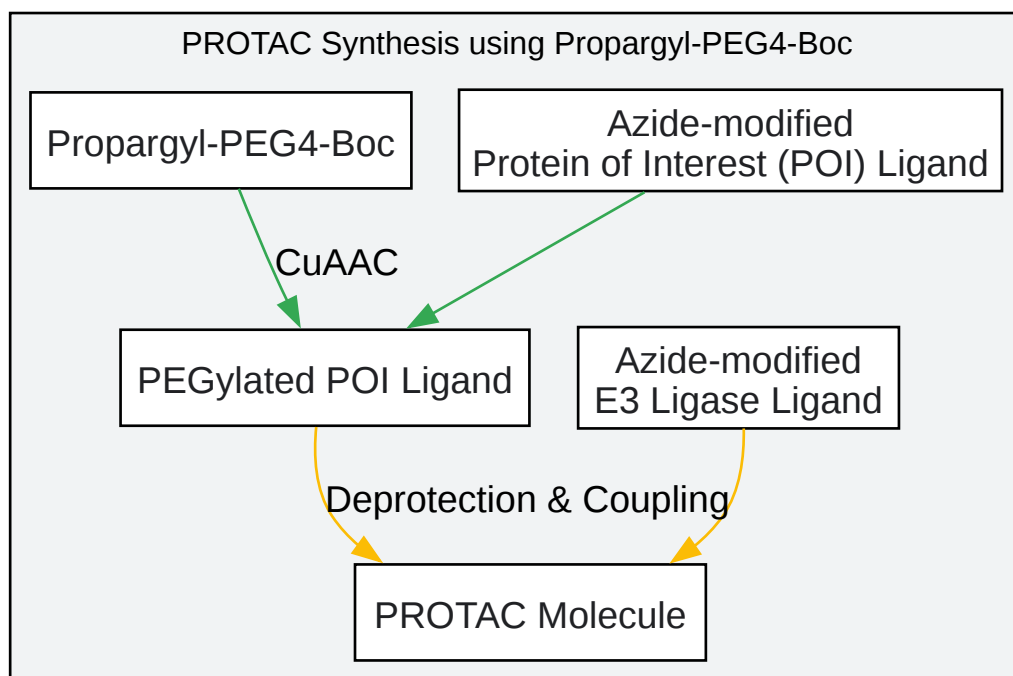 PROTAC Synthesis using Propargyl-PEG4-Boc
Propargyl-PEG4-Boc
Azide-modified
Protein of Interest (POI) Ligand
CuAAC
PEGylated POI Ligand
Azide-modified
E3 Ligase Ligand
Deprotection & Coupling
PROTAC Molecule